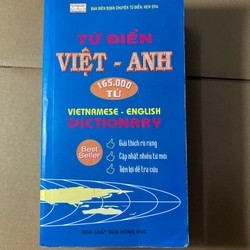 BAN BIÊN SOẠN CHUYÊN TỪ ĐIỂN: NEW ERA
TỪ ĐIỂN
VIỆT - ANH
165.000
TỪ
VIETNAMESE - ENGLISH
DICTIONARY
Best
Seller
Giải thích rõ ràng
Cập nhật nhiều từ mới
Tiện lợi để tra cứu
NHÀ XUẤT BẢN HỒNG ĐỨC